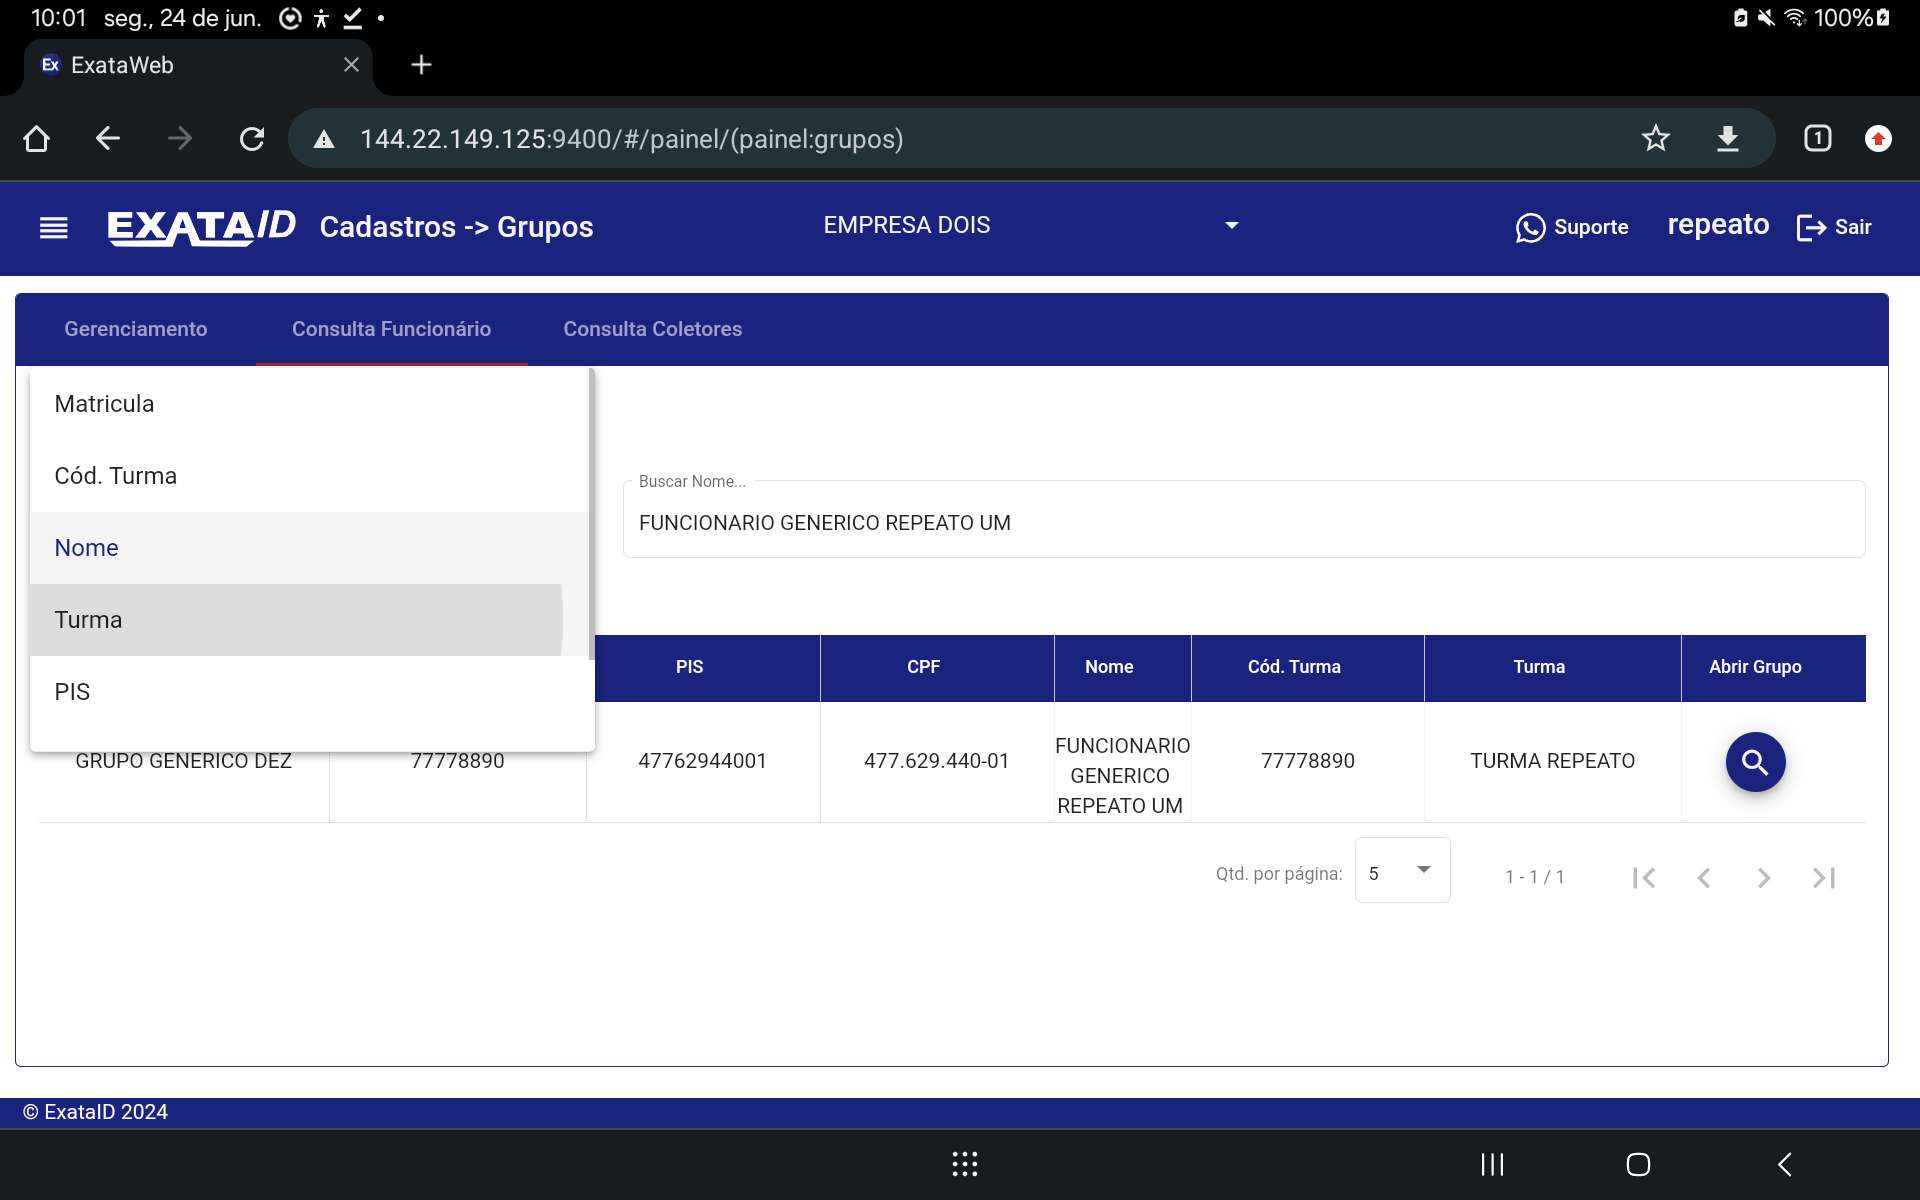 10:01 seg., 24 de jun. 100%
Ex ExataWeb
144.22.149.125:9400/#/painel/(painel:grupos) 1
EXATAID Cadastros -> Grupos EMPRESA DOIS Suporte repeato Sair
Gerenciamento Consulta Funcionário Consulta Coletores
Matricula
Cód. Turma
Nome
Turma
PIS
Buscar Nome...
FUNCIONARIO GENERICO REPEATO UM
PIS CPF Nome Cód. Turma Turma Abrir Grupo
GRUPO GENERICO DEZ 77778890 47762944001 477.629.440-01 FUNCIONARIO GENERICO REPEATO UM 77778890 TURMA REPEATO
Qtd. por página: 5 1 - 1 / 1
© ExataID 2024